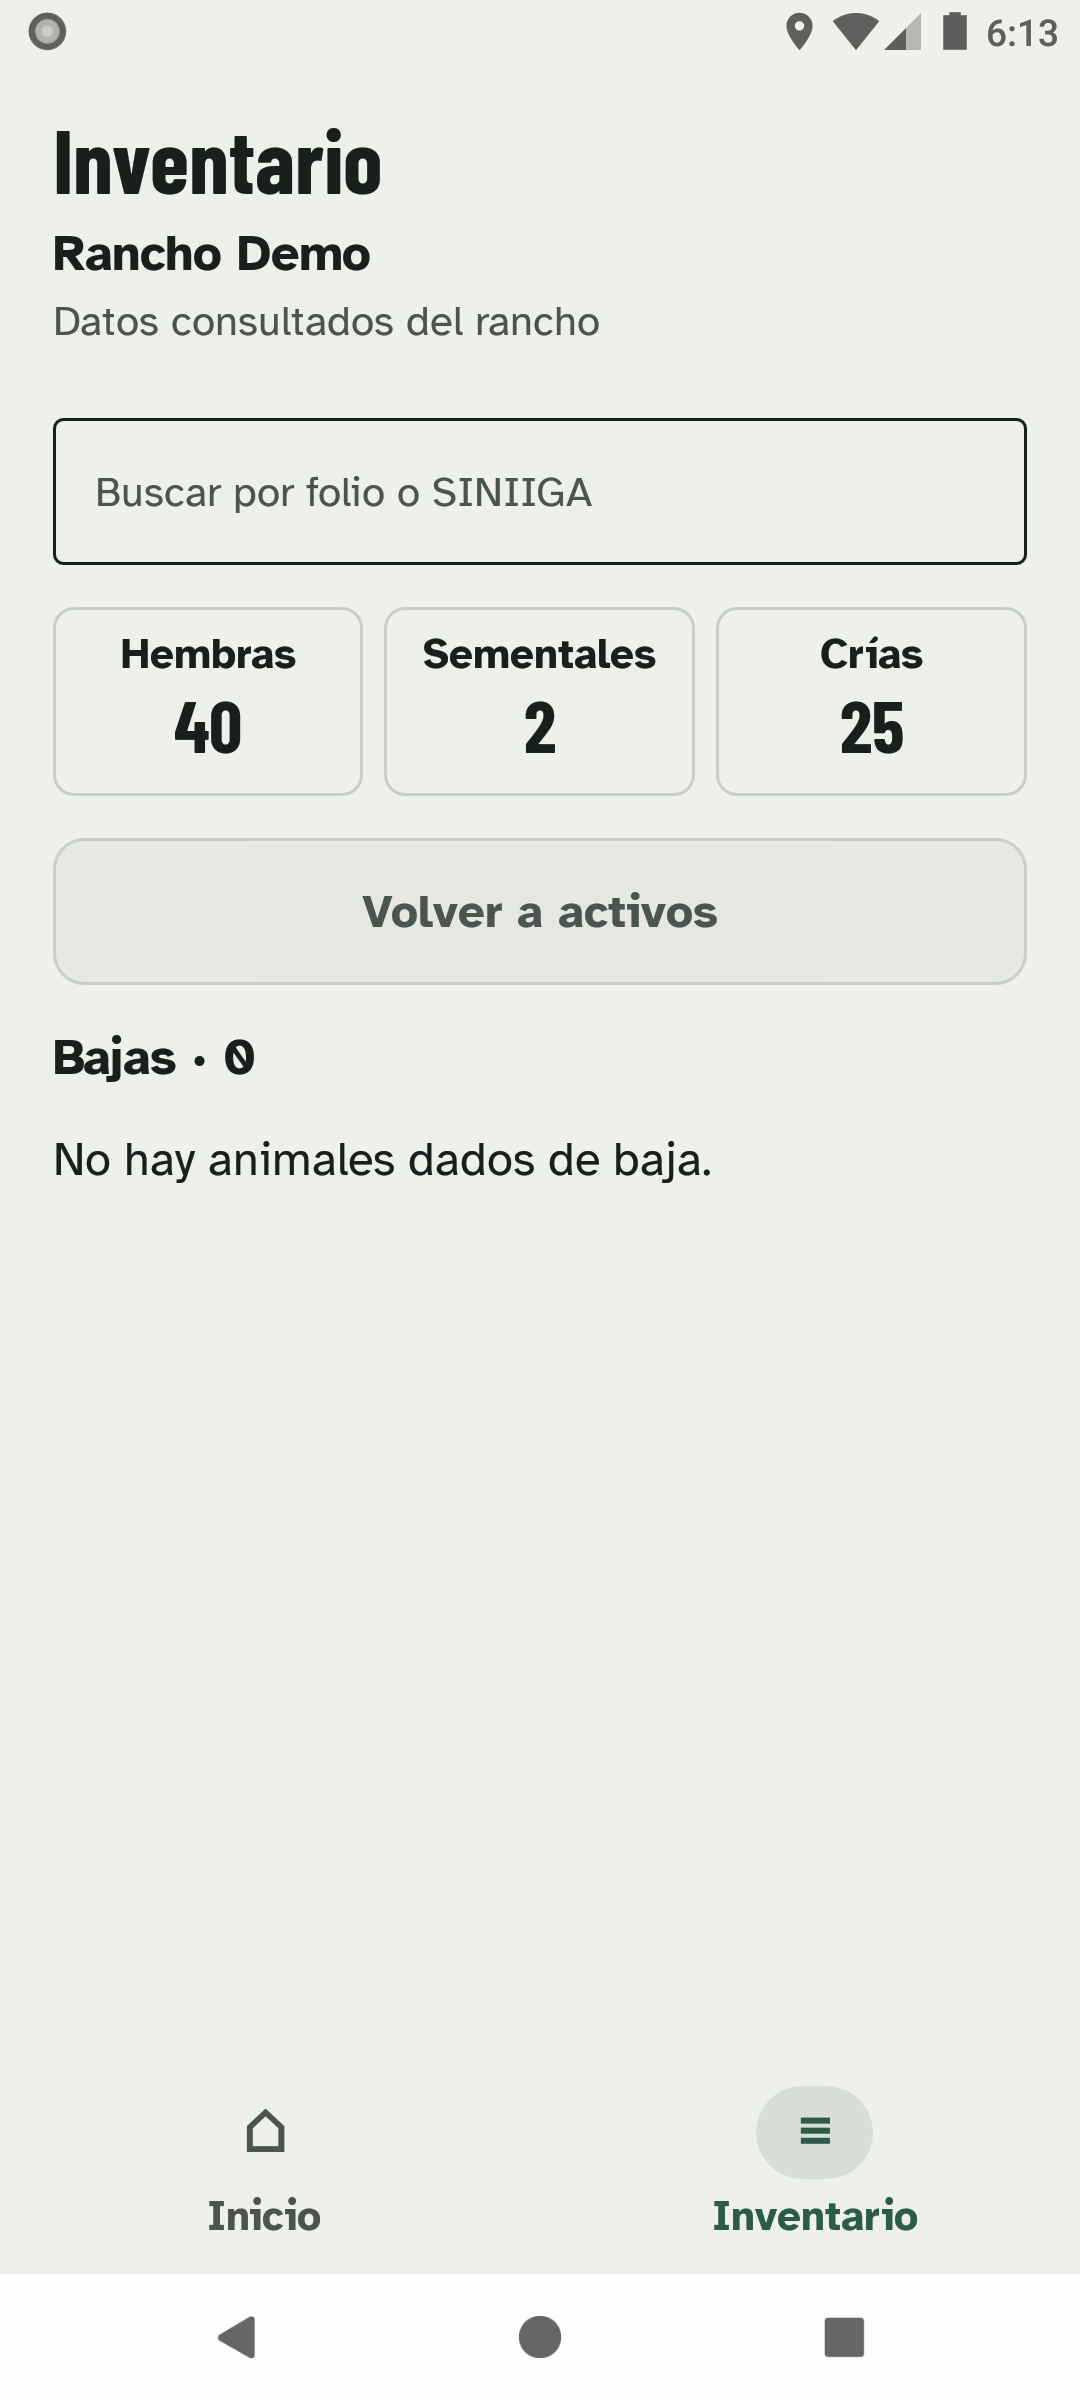 6:13
Inventario
Rancho Demo
Datos consultados del rancho
Buscar por folio o SINIIGA
Hembras
40
Sementales
2
Crías
25
Volver a activos
Bajas · 0
No hay animales dados de baja.
Inicio
Inventario